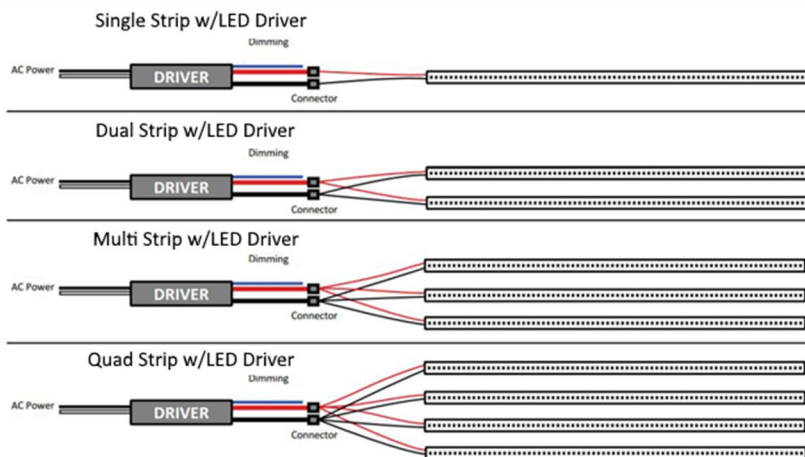 Single Strip w/LED Driver
Dimming
AC Power
DRIVER
Connector
Dual Strip w/LED Driver
Dimming
AC Power
DRIVER
Connector
Multi Strip w/LED Driver
Dimming
AC Power
DRIVER
Connector
Quad Strip w/LED Driver
Dimming
AC Power
DRIVER
Connector